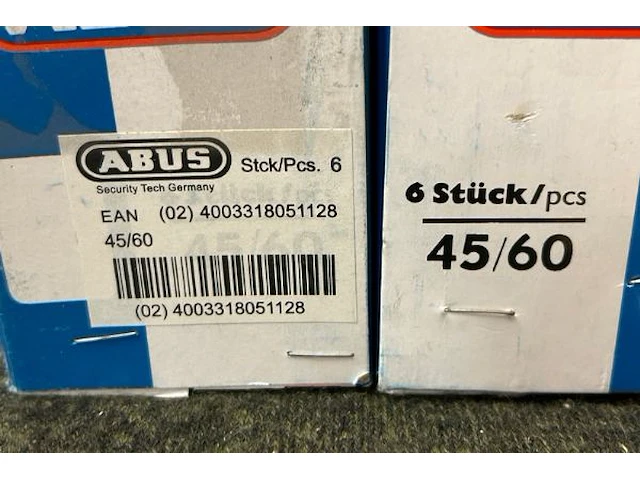 ABUS
Stck/Pcs. 6
Security Tech Germany
EAN (02) 4003318051128
45/60
(02) 4003318051128
6 Stück/pcs
45/60